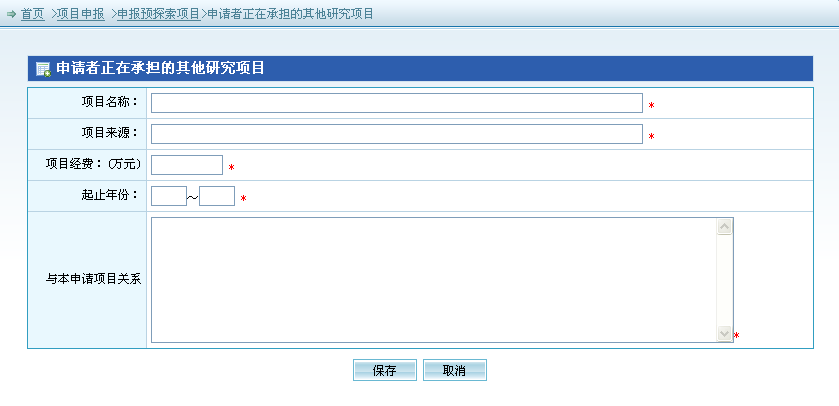 首页 >项目申报 >申报预探索项目>申请者正在承担的其他研究项目
申请者正在承担的其他研究项目
项目名称： *
项目来源： *
项目经费：(万元) *
起止年份： ～ *
与本申请项目关系 *
保存 取消